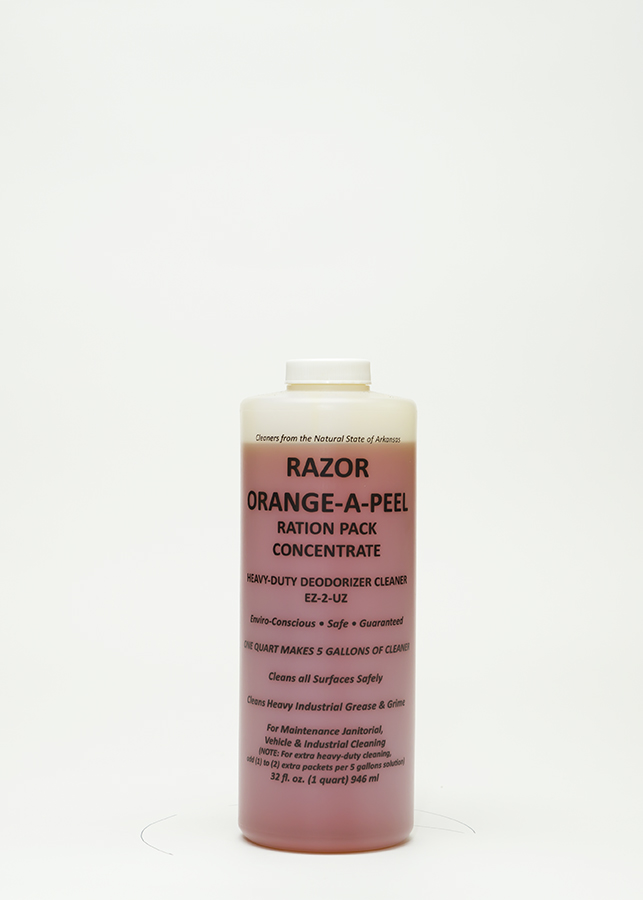 Cleaners from the Natural State of Arkansas
RAZOR
ORANGE-A-PEEL
RATION PACK
CONCENTRATE
HEAVY-DUTY DEODORIZER CLEANER
EZ-2-UZ
Enviro-Conscious • Safe • Guaranteed
ONE QUART MAKES 5 GALLONS OF CLEANER
Cleans all Surfaces Safely
Cleans Heavy Industrial Grease & Grime
For Maintenance Janitorial,
Vehicle & Industrial Cleaning
(NOTE: For extra heavy-duty cleaning,
add (1) to (2) extra packets per 5 gallons solution)
32 fl. oz. (1 quart) 946 ml